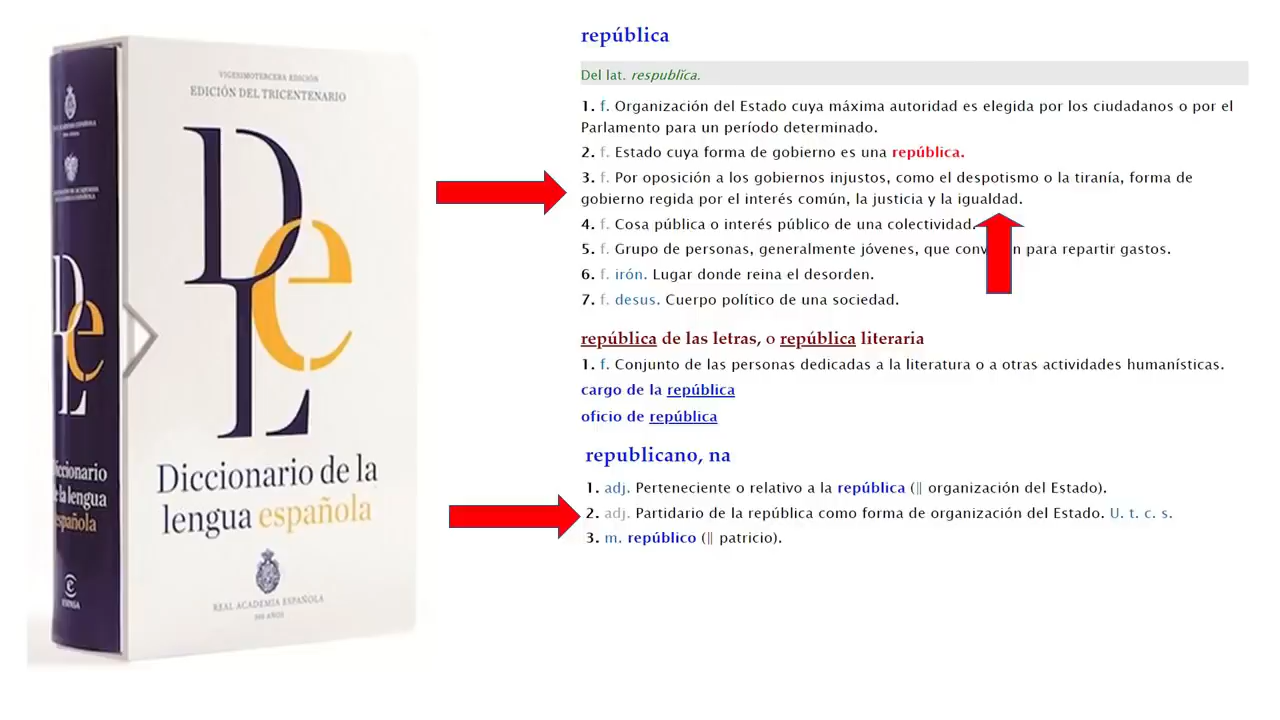 VIGESIMOTERCERA EDICIÓN
EDICIÓN DEL TRICENTENARIO
DLe
Diccionario de la
lengua española
REAL ACADEMIA ESPAÑOLA
300 AÑOS
REAL ACADEMIA ESPAÑOLA
DLe
Diccionario
de la lengua
española
ESPASA
república
Del lat. respublĭca.
1. f. Organización del Estado cuya máxima autoridad es elegida por los ciudadanos o por el
Parlamento para un período determinado.
2. f. Estado cuya forma de gobierno es una república.
3. f. Por oposición a los gobiernos injustos, como el despotismo o la tiranía, forma de
gobierno regida por el interés común, la justicia y la igualdad.
4. f. Cosa pública o interés público de una colectividad.
5. f. Grupo de personas, generalmente jóvenes, que conv n para repartir gastos.
6. f. irón. Lugar donde reina el desorden.
7. f. desus. Cuerpo político de una sociedad.
república de las letras, o república literaria
1. f. Conjunto de las personas dedicadas a la literatura o a otras actividades humanísticas.
cargo de la república
oficio de república
republicano, na
1. adj. Perteneciente o relativo a la república (‖ organización del Estado).
2. adj. Partidario de la república como forma de organización del Estado. U. t. c. s.
3. m. repúblico (‖ patricio).